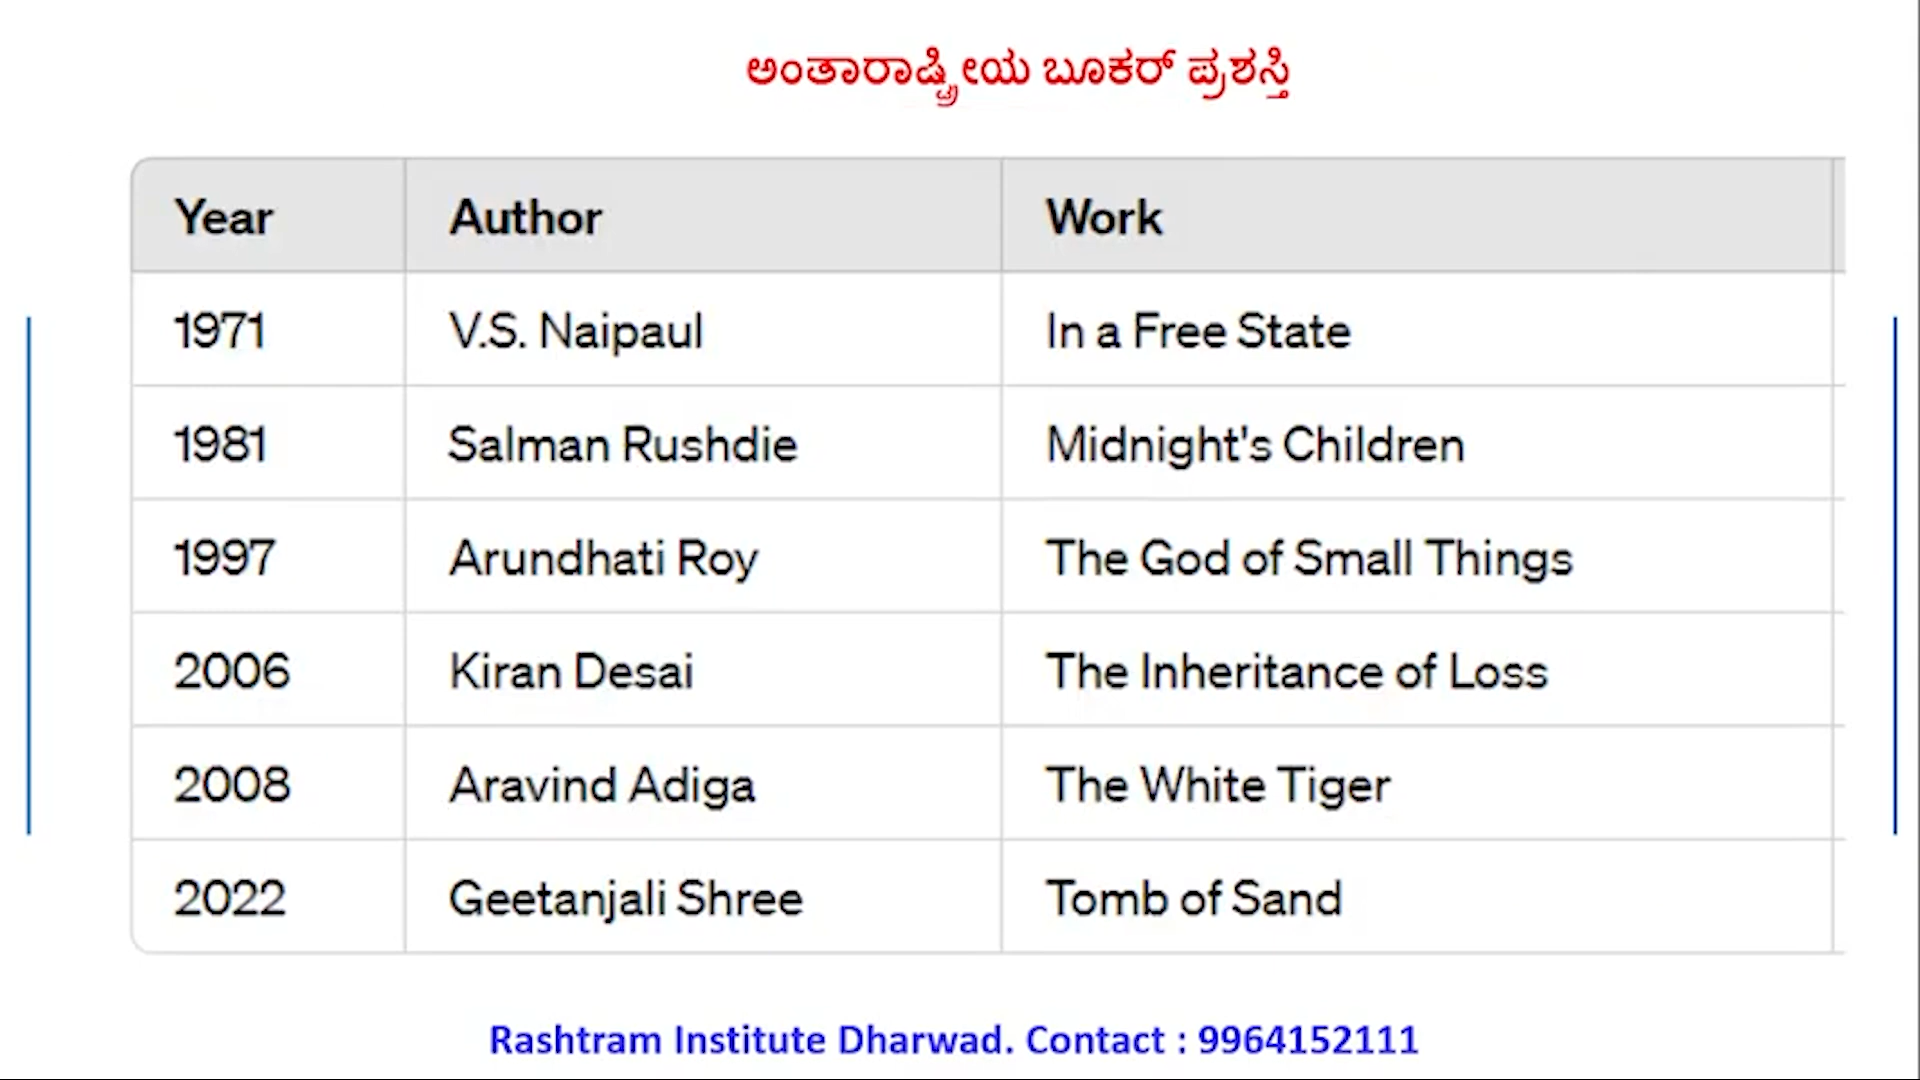 ಅಂತಾರಾಷ್ಟ್ರೀಯ ಬೂಕರ್ ಪ್ರಶಸ್ತಿ
Year Author Work
1971 V.S. Naipaul In a Free State
1981 Salman Rushdie Midnight's Children
1997 Arundhati Roy The God of Small Things
2006 Kiran Desai The Inheritance of Loss
2008 Aravind Adiga The White Tiger
2022 Geetanjali Shree Tomb of Sand
Rashtram Institute Dharwad. Contact : 9964152111